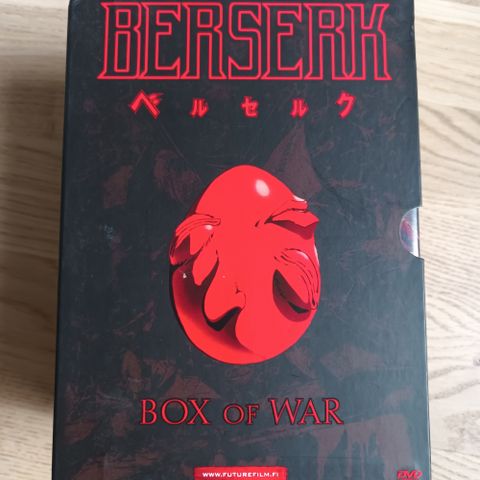 BERSERK
ベルセルク
BOX OF WAR
WWW.FUTUREFILM.FI
DVD